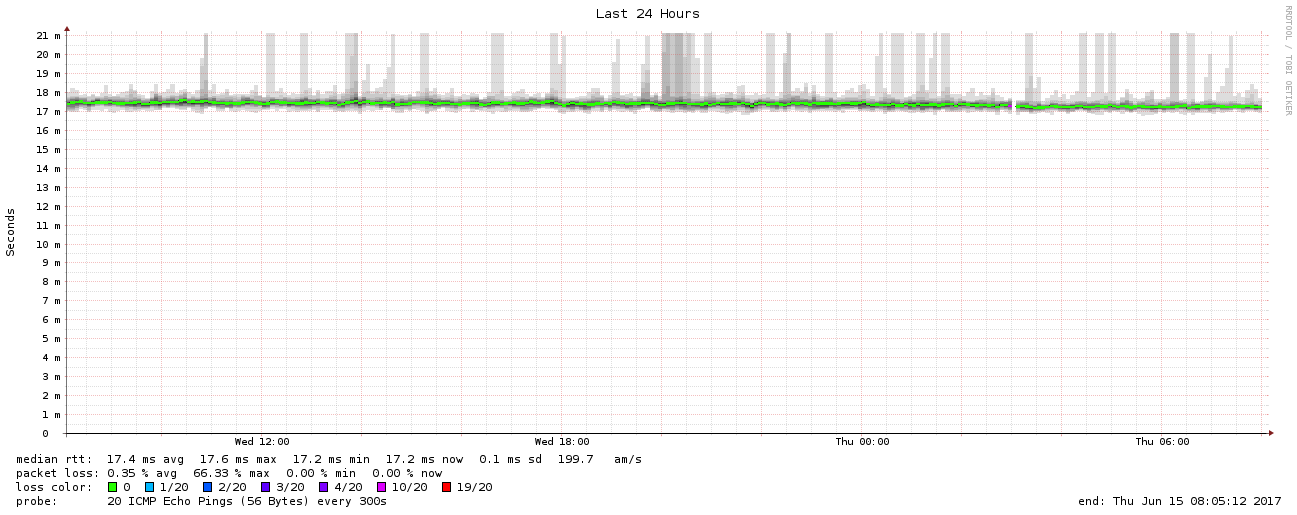 Last 24 Hours
RRDTOOL / TOBI OETIKER
Seconds
21 m
20 m
19 m
18 m
17 m
16 m
15 m
14 m
13 m
12 m
11 m
10 m
9 m
8 m
7 m
6 m
5 m
4 m
3 m
2 m
1 m
0
Wed 12:00 Wed 18:00 Thu 00:00 Thu 06:00
median rtt: 17.4 ms avg 17.6 ms max 17.2 ms min 17.2 ms now 0.1 ms sd 199.7 am/s
packet loss: 0.35 % avg 66.33 % max 0.00 % min 0.00 % now
loss color: 0 1/20 2/20 3/20 4/20 10/20 19/20
probe: 20 ICMP Echo Pings (56 Bytes) every 300s end: Thu Jun 15 08:05:12 2017